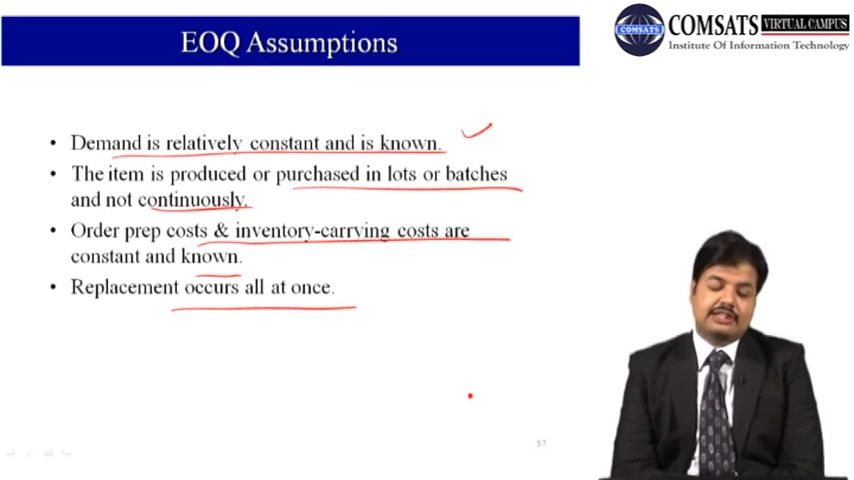 EOQ Assumptions
COMSATS
COMSATS
VIRTUAL CAMPUS
Institute Of Information Technology
• Demand is relatively constant and is known.
• The item is produced or purchased in lots or batches
and not continuously.
• Order prep costs & inventory-carrying costs are
constant and known.
• Replacement occurs all at once.
57